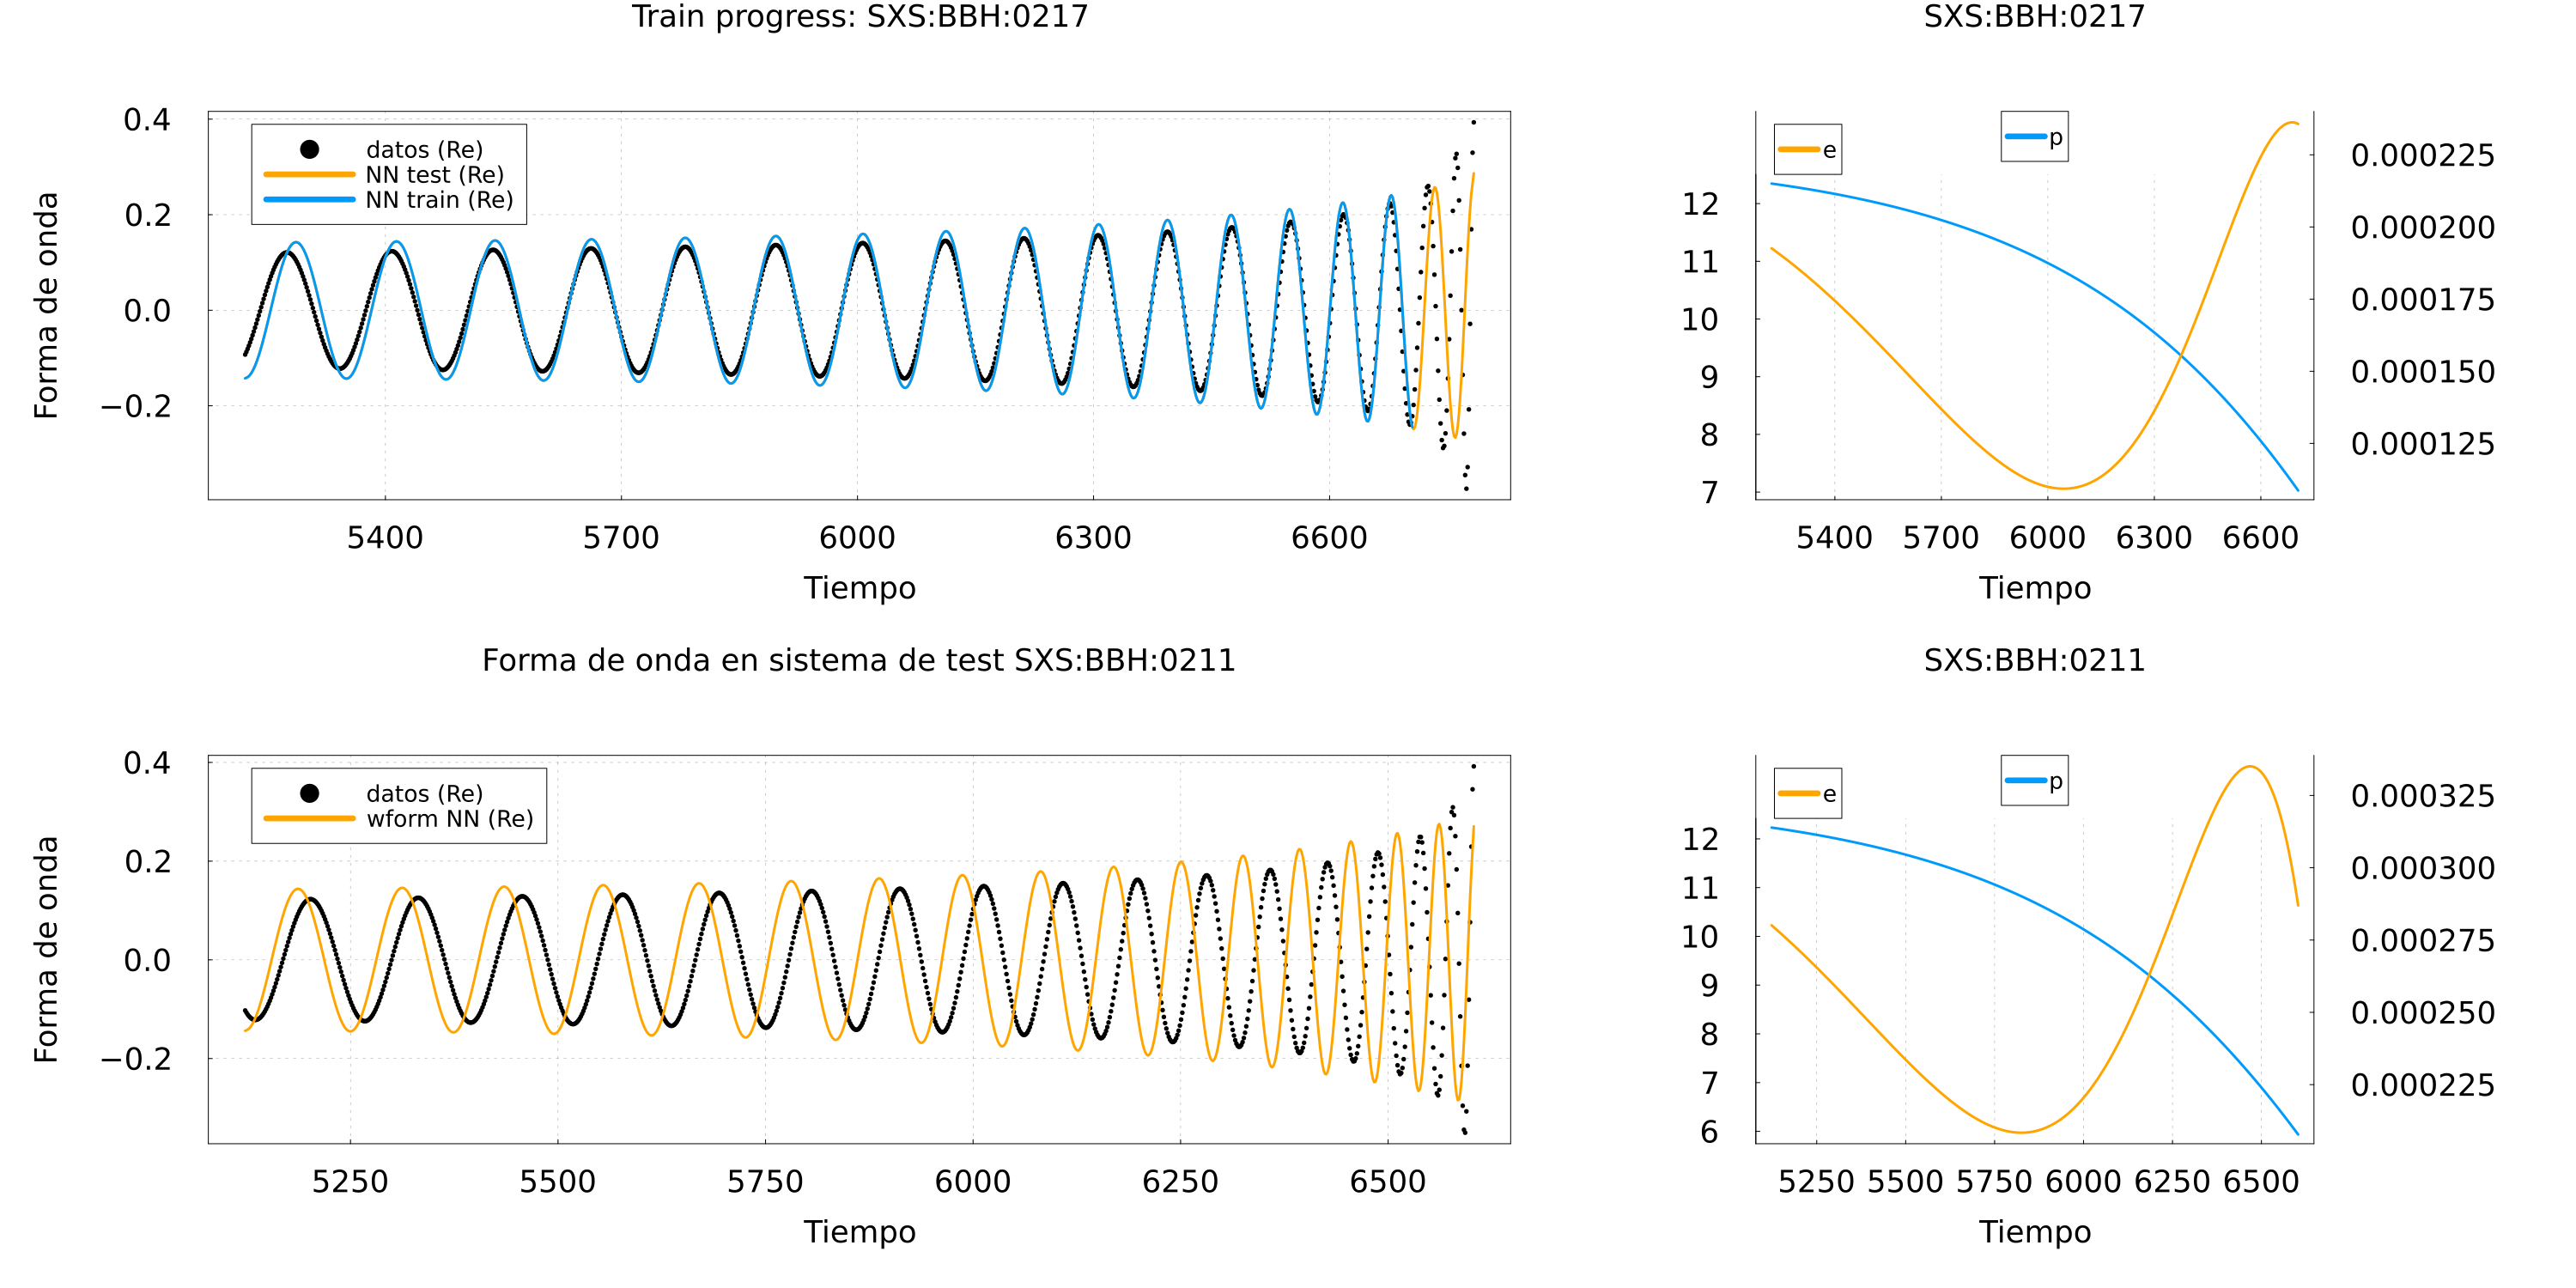 Train progress: SXS:BBH:0217
Forma de onda
0.4
0.2
0.0
−0.2
datos (Re)
NN test (Re)
NN train (Re)
5400 5700 6000 6300 6600
Tiempo
SXS:BBH:0217
12
11
10
9
8
7
e
p
0.000225
0.000200
0.000175
0.000150
0.000125
5400 5700 6000 6300 6600
Tiempo
Forma de onda en sistema de test SXS:BBH:0211
Forma de onda
0.4
0.2
0.0
−0.2
datos (Re)
wform NN (Re)
5250 5500 5750 6000 6250 6500
Tiempo
SXS:BBH:0211
12
11
10
9
8
7
6
e
p
0.000325
0.000300
0.000275
0.000250
0.000225
5250 5500 5750 6000 6250 6500
Tiempo